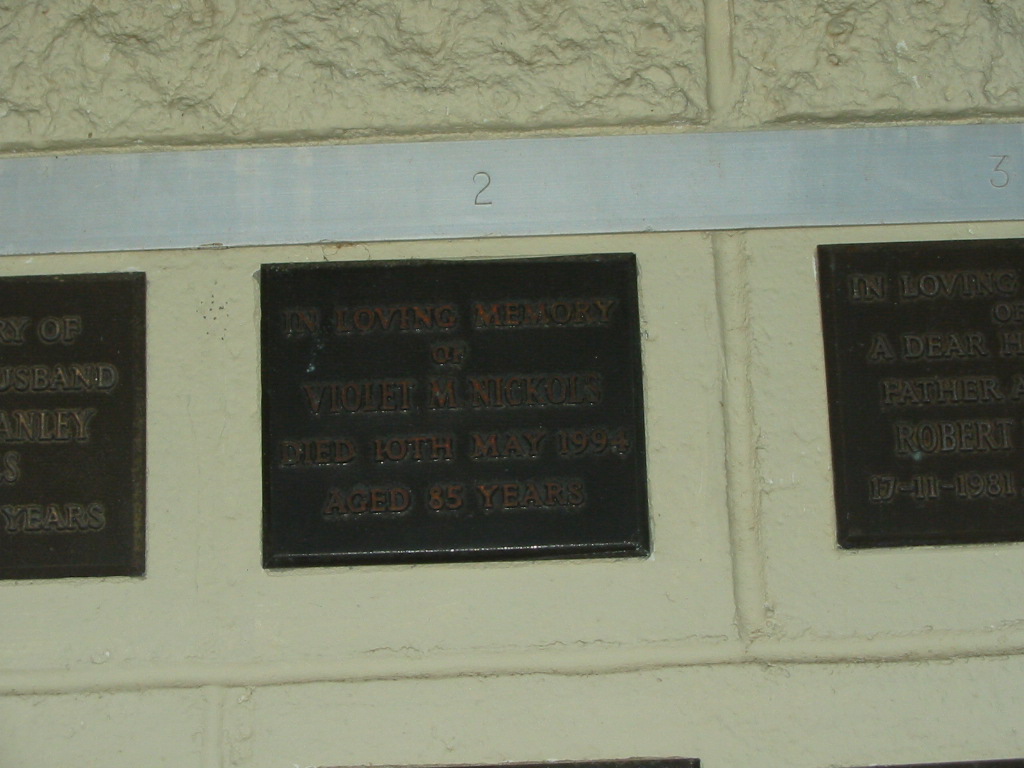 2
3
RY OF
USBAND
ANLEY
S
YEARS
IN LOVING MEMORY
OF
VIOLET M. NICKOLS
DIED 10TH MAY 1994
AGED 85 YEARS
IN LOVING
OF
A DEAR H
FATHER A
ROBERT
17-11-1981